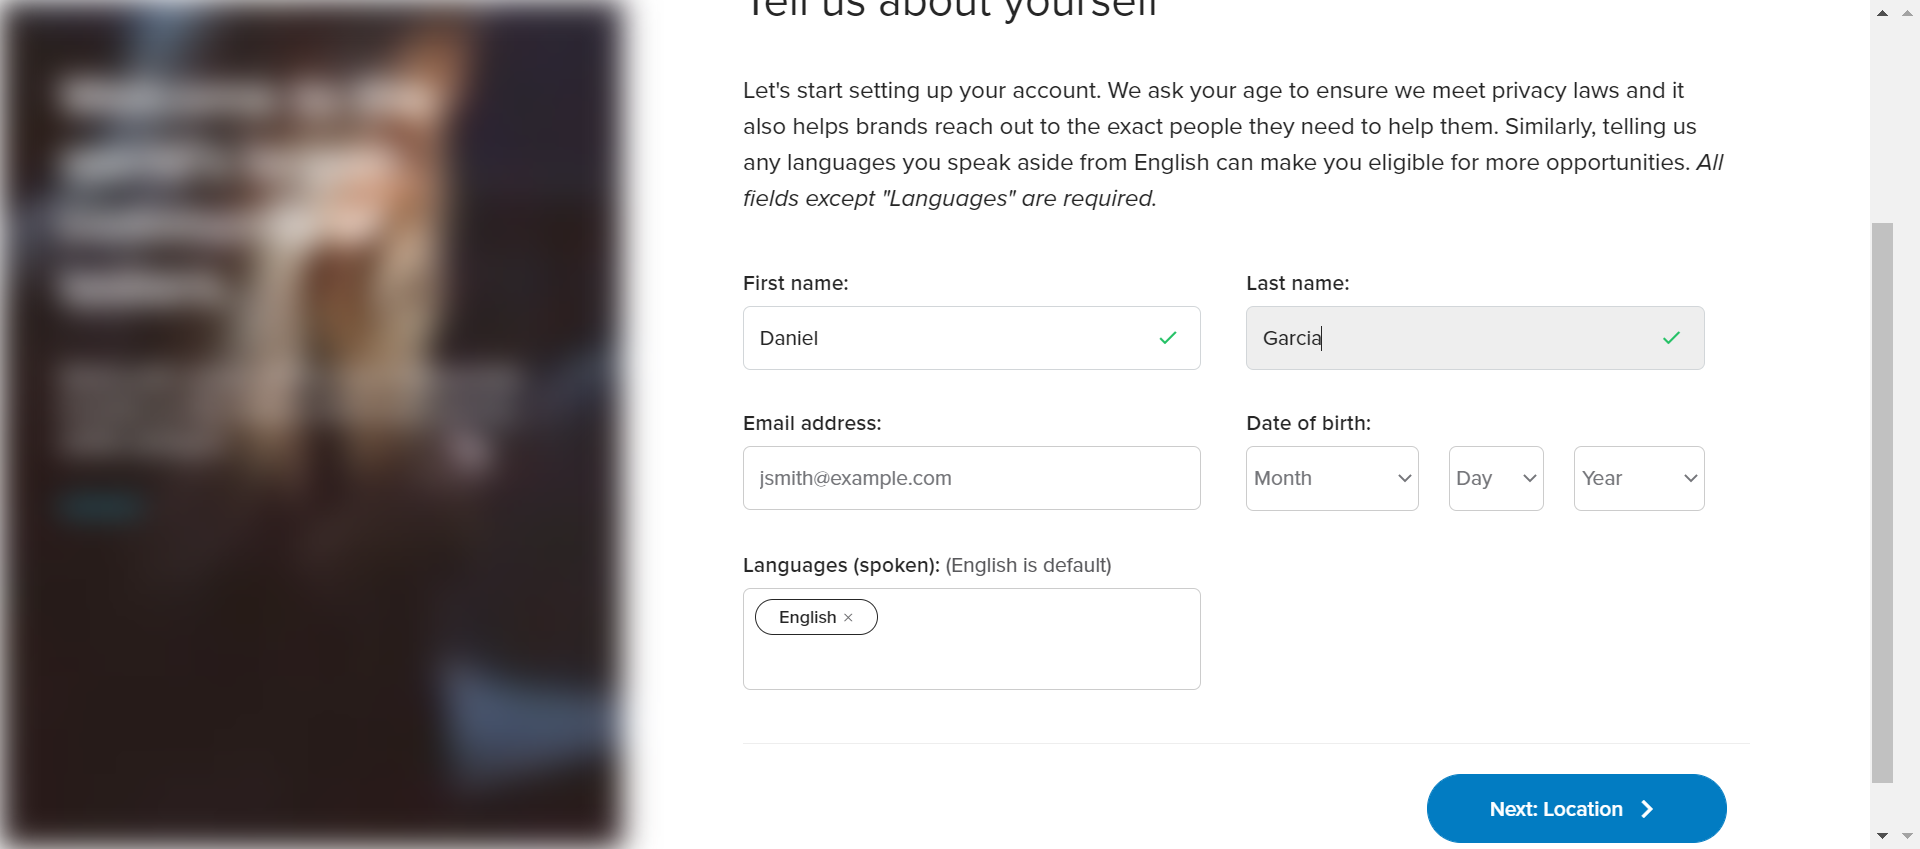 Tell us about yourself
Let's start setting up your account. We ask your age to ensure we meet privacy laws and it
also helps brands reach out to the exact people they need to help them. Similarly, telling us
any languages you speak aside from English can make you eligible for more opportunities. All
fields except "Languages" are required.
First name:
Last name:
Daniel
Garcia
Email address:
Date of birth:
jsmith@example.com
Month
Day
Year
Languages (spoken): (English is default)
English ×
Next: Location